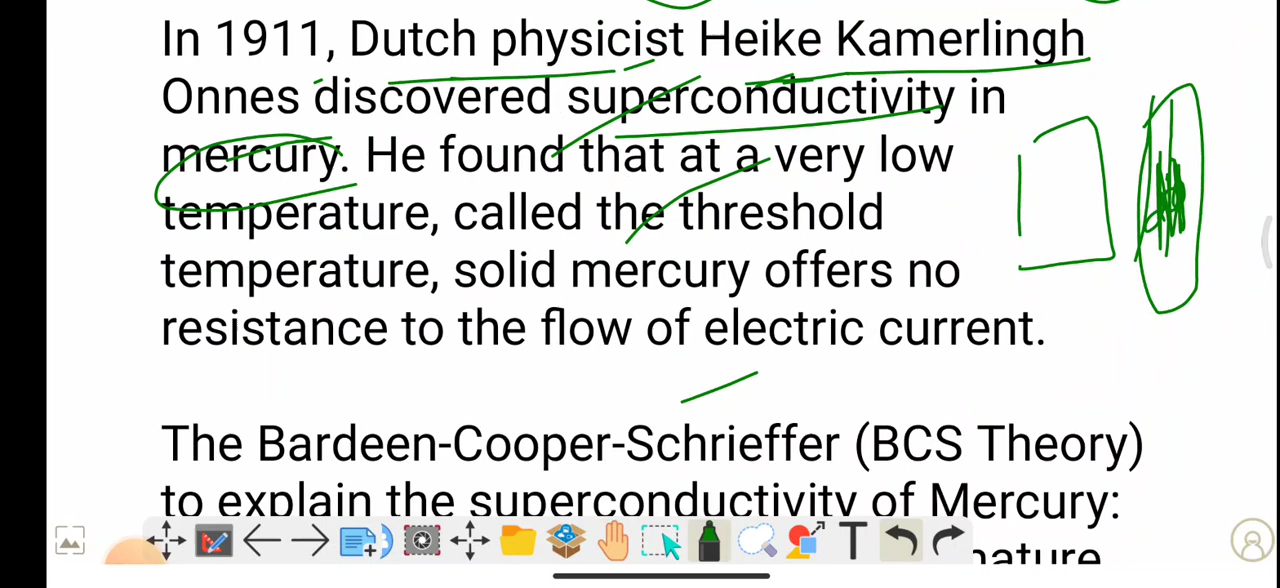 In 1911, Dutch physicist Heike Kamerlingh
Onnes discovered superconductivity in
mercury. He found that at a very low
temperature, called the threshold
temperature, solid mercury offers no
resistance to the flow of electric current.
The Bardeen-Cooper-Schrieffer (BCS Theory)
to explain the superconductivity of Mercury:
T